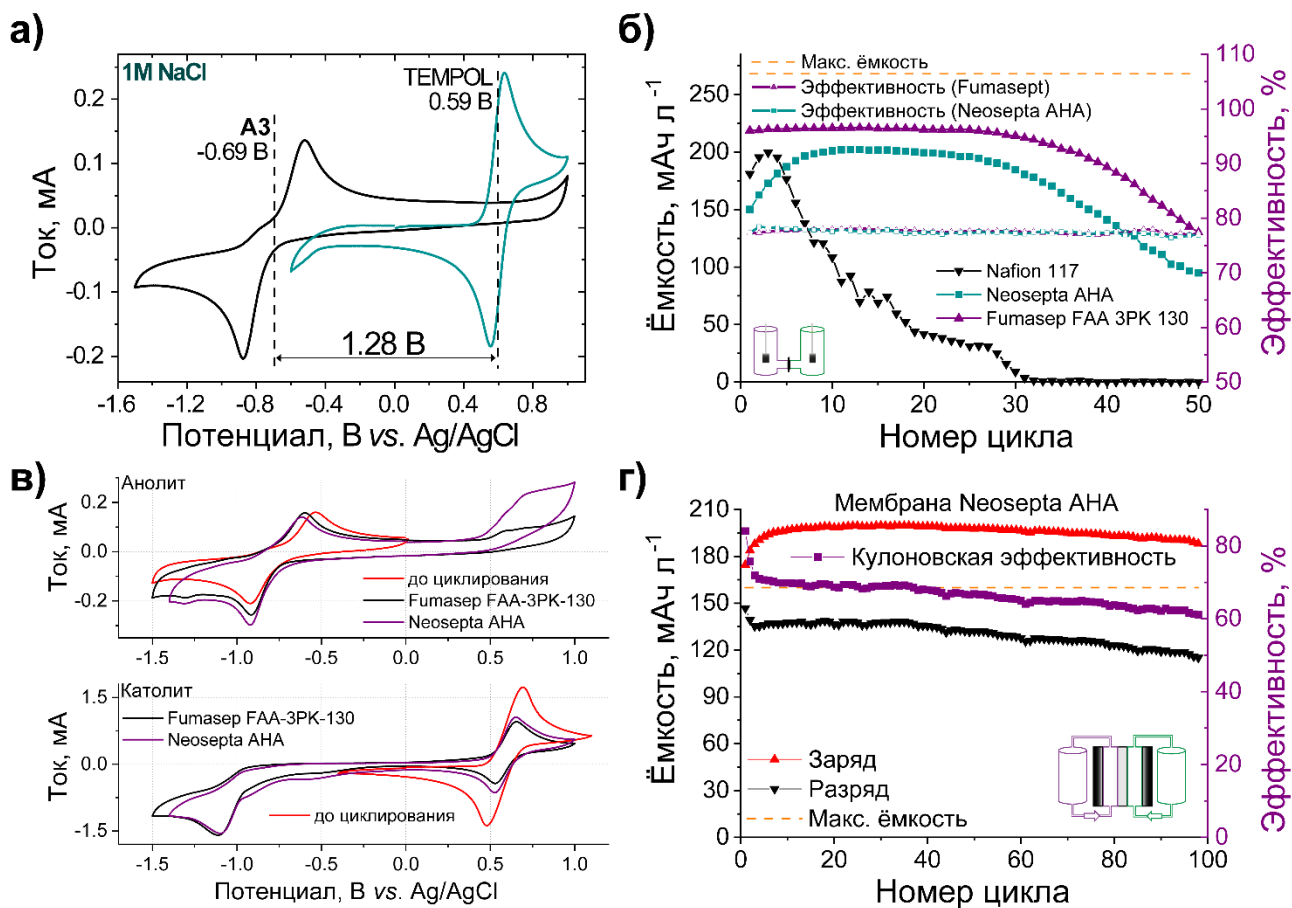 а)
1M NaCl
TEMPOL
0.59 В
A3
-0.69 В
1.28 В
Ток, мА
0.2
0.1
0.0
-0.1
-0.2
-1.6 -1.2 -0.8 -0.4 0.0 0.4 0.8
Потенциал, В vs. Ag/AgCl
б)
Макс. ёмкость
Эффективность (Fumasept)
Эффективность (Neosepta AHA)
Nafion 117
Neosepta AHA
Fumasep FAA 3PK 130
Ёмкость, мАч л -1
250
225
200
175
150
125
100
75
50
25
0
110
100
90
80
70
60
50
Эффективность, %
10 20 30 40 50
Номер цикла
в)
Анолит
до циклирования
Fumasep FAA-3PK-130
Neosepta AHA
Ток, мА
0.2
0.0
-0.2
-1.5 -1.0 -0.5 0.0 0.5 1.0
Католит
Fumasep FAA-3PK-130
Neosepta AHA
до циклирования
Ток, мА
1.5
0.0
-1.5
-1.5 -1.0 -0.5 0.0 0.5 1.0
Потенциал, В vs. Ag/AgCl
г)
Мембрана Neosepta AHA
Кулоновская эффективность
Заряд
Разряд
Макс. ёмкость
Ёмкость, мАч л -1
210
180
150
120
90
60
30
0
80
60
40
20
0
Эффективность, %
0 20 40 60 80 100
Номер цикла